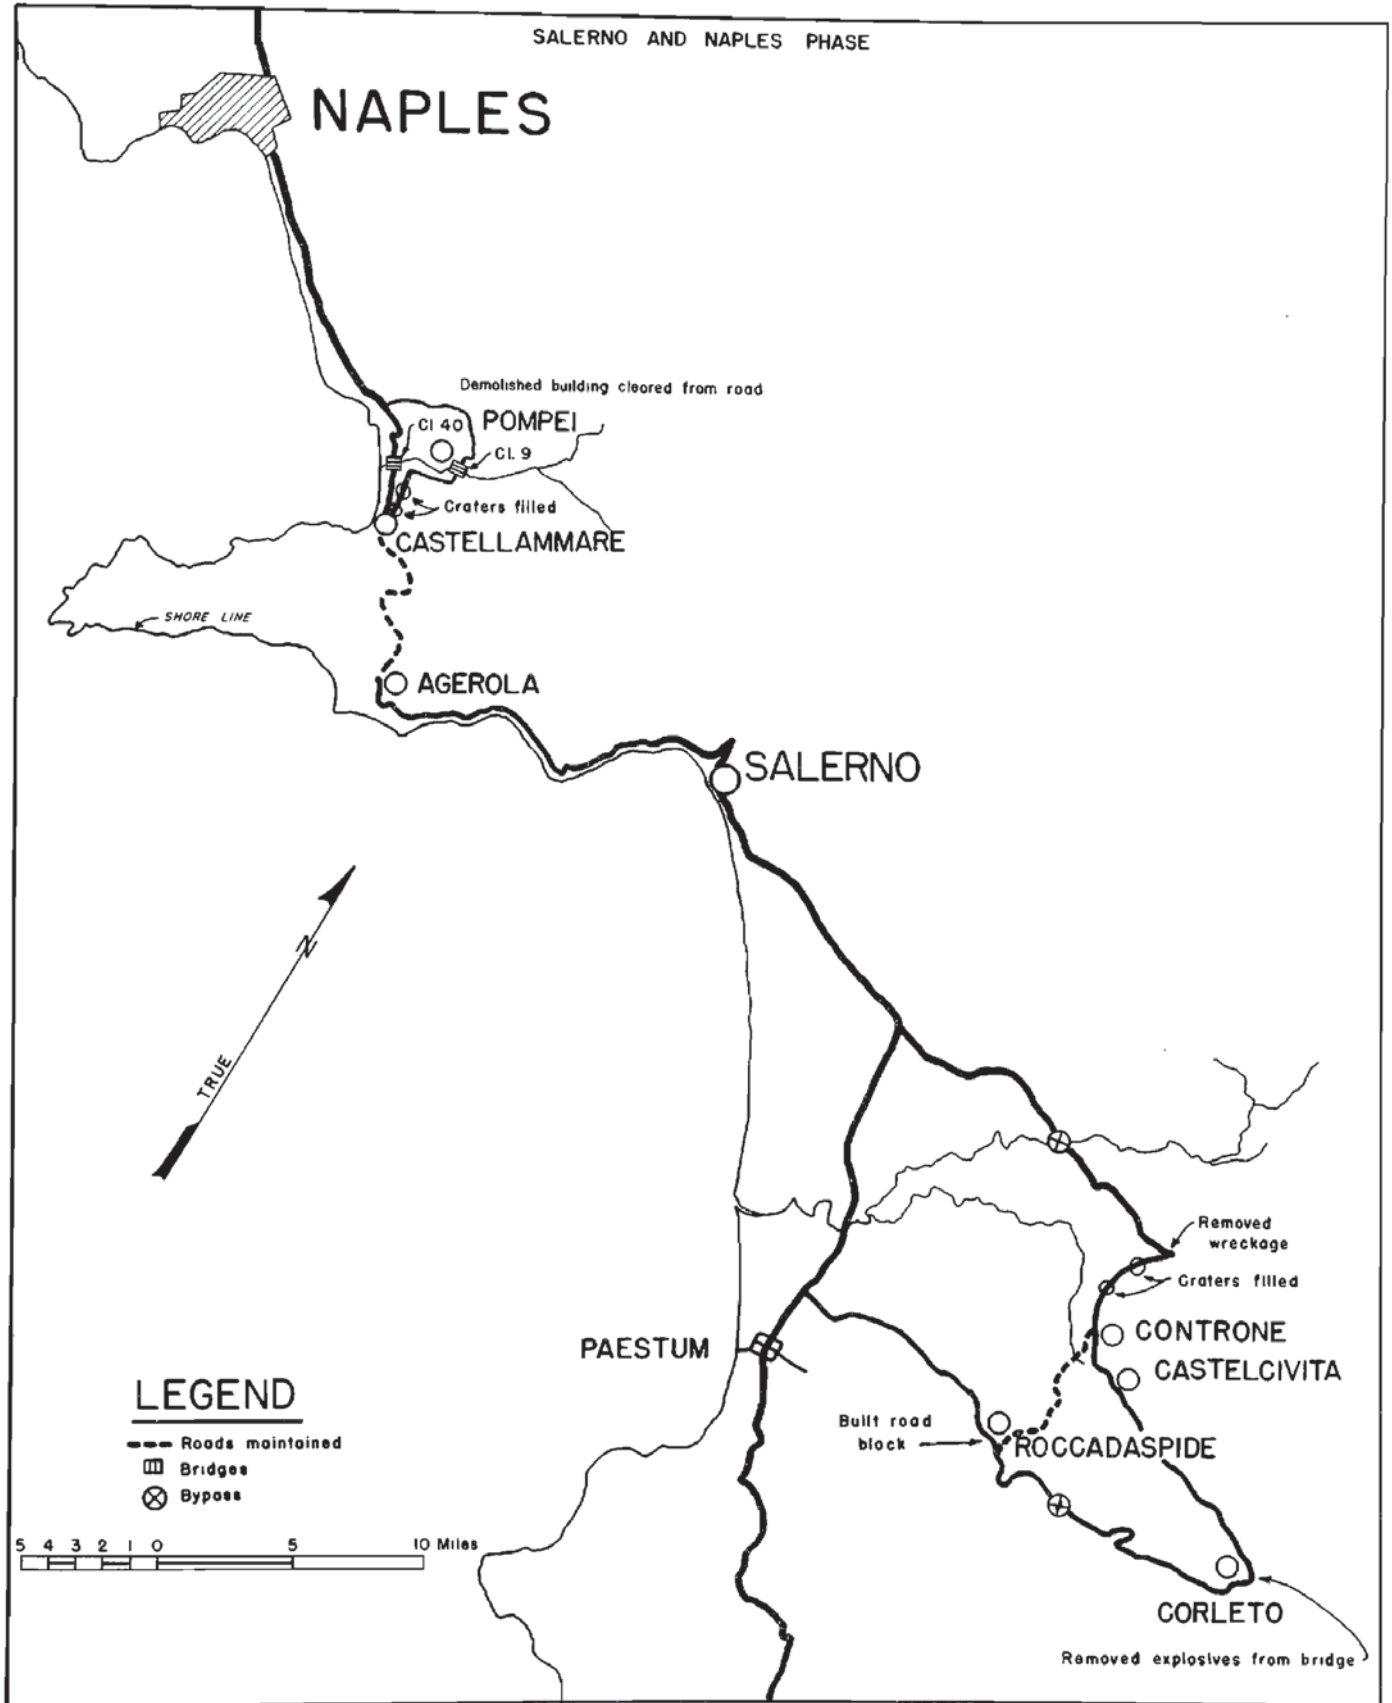 SALERNO AND NAPLES PHASE
NAPLES
Demolished building cleared from road
Cl 40
POMPEI
Cl. 9
Craters filled
CASTELLAMMARE
SHORE LINE
AGEROLA
SALERNO
N
TRUE
Removed
wreckage
Craters filled
CONTRONE
PAESTUM
CASTELCIVITA
LEGEND
Roads maintained
Bridges
Bypass
Built road
block
ROCCADASPIDE
5 4 3 2 1 0 5 10 Miles
CORLETO
Removed explosives from bridge